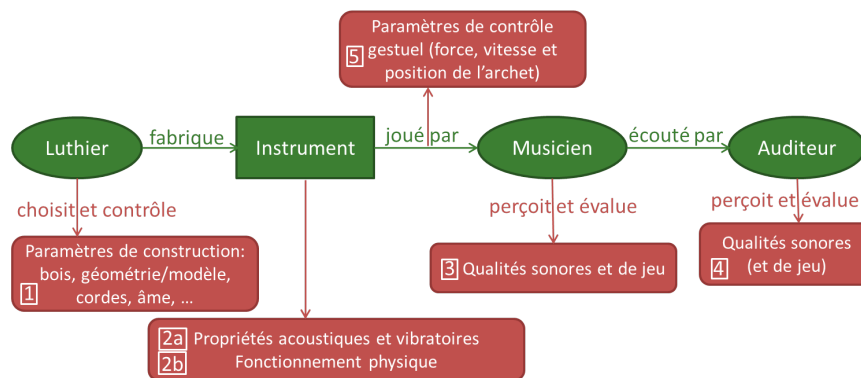 Paramètres de contrôle
5 gestuel (force, vitesse et
position de l'archet)
Luthier
fabrique
Instrument
joué par
Musicien
écouté par
Auditeur
choisit et contrôle
perçoit et évalue
perçoit et évalue
Paramètres de construction:
bois, géométrie/modèle,
1 cordes, âme, ...
3 Qualités sonores et de jeu
Qualités sonores
4 (et de jeu)
2a Propriétés acoustiques et vibratoires
2b Fonctionnement physique